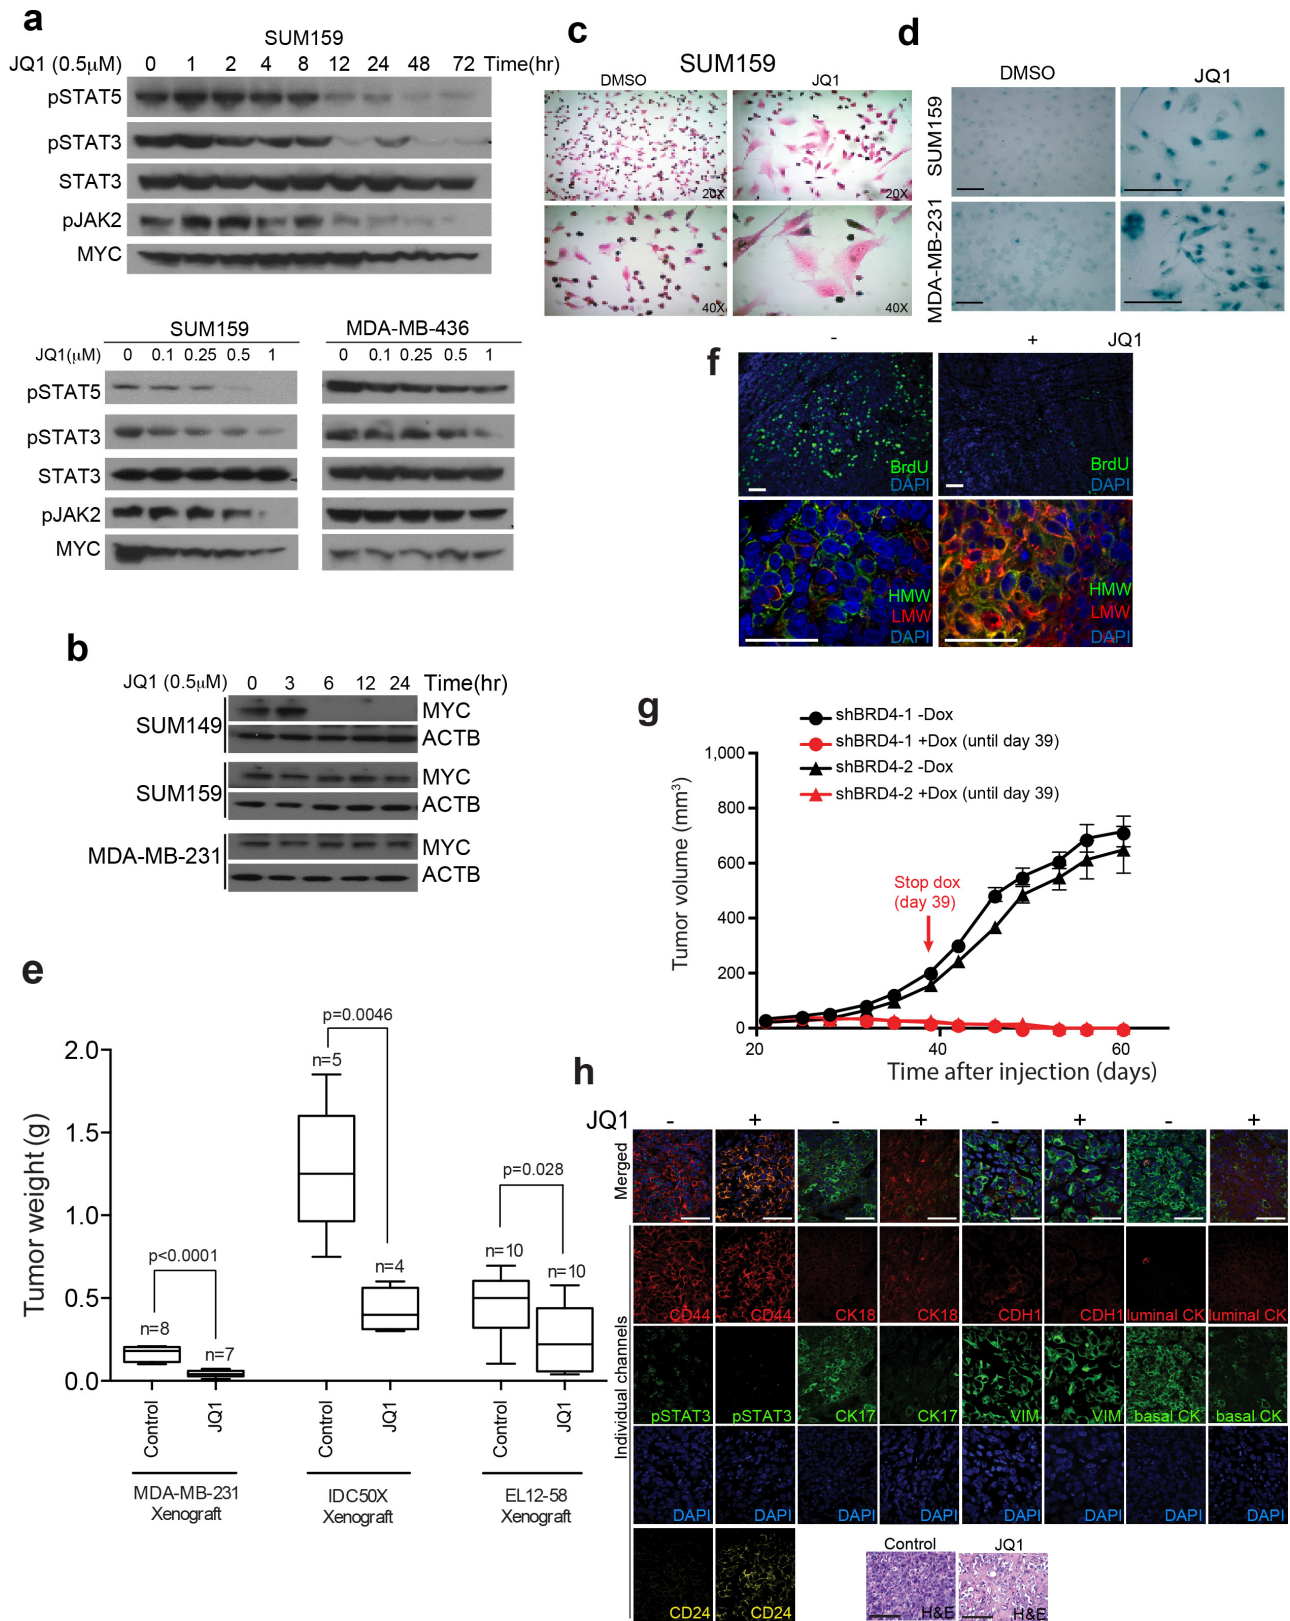 a
SUM159
JQ1 (0.5μM) 0 1 2 4 8 12 24 48 72 Time(hr)
pSTAT5
pSTAT3
STAT3
pJAK2
MYC
SUM159 MDA-MB-436
JQ1(μM) 0 0.1 0.25 0.5 1 0 0.1 0.25 0.5 1
pSTAT5
pSTAT3
STAT3
pJAK2
MYC
b
JQ1 (0.5μM) 0 3 6 12 24 Time(hr)
SUM149 MYC
ACTB
SUM159 MYC
ACTB
MDA-MB-231 MYC
ACTB
c
SUM159
DMSO JQ1
20X 20X
40X 40X
d
DMSO JQ1
SUM159
MDA-MB-231
e
Tumor weight (g)
2.0
1.5
1.0
0.5
0.0
p<0.0001
n=8
n=7
p=0.0046
n=5
n=4
p=0.028
n=10
n=10
Control JQ1 Control JQ1 Control JQ1
MDA-MB-231
Xenograft
IDC50X
Xenograft
EL12-58
Xenograft
f
- + JQ1
BrdU
DAPI
BrdU
DAPI
HMW
LMW
DAPI
HMW
LMW
DAPI
g
shBRD4-1 -Dox
shBRD4-1 +Dox (until day 39)
shBRD4-2 -Dox
shBRD4-2 +Dox (until day 39)
Tumor volume (mm³)
1,000
800
600
400
200
0
Stop dox
(day 39)
20 40 60
Time after injection (days)
h
JQ1 - + - + - + - +
Merged
Individual channels
CD44 CD44 CK18 CK18 CDH1 CDH1 luminal CK luminal CK
pSTAT3 pSTAT3 CK17 CK17 VIM VIM basal CK basal CK
DAPI DAPI DAPI DAPI DAPI DAPI DAPI DAPI
CD24 CD24
Control JQ1
H&E H&E